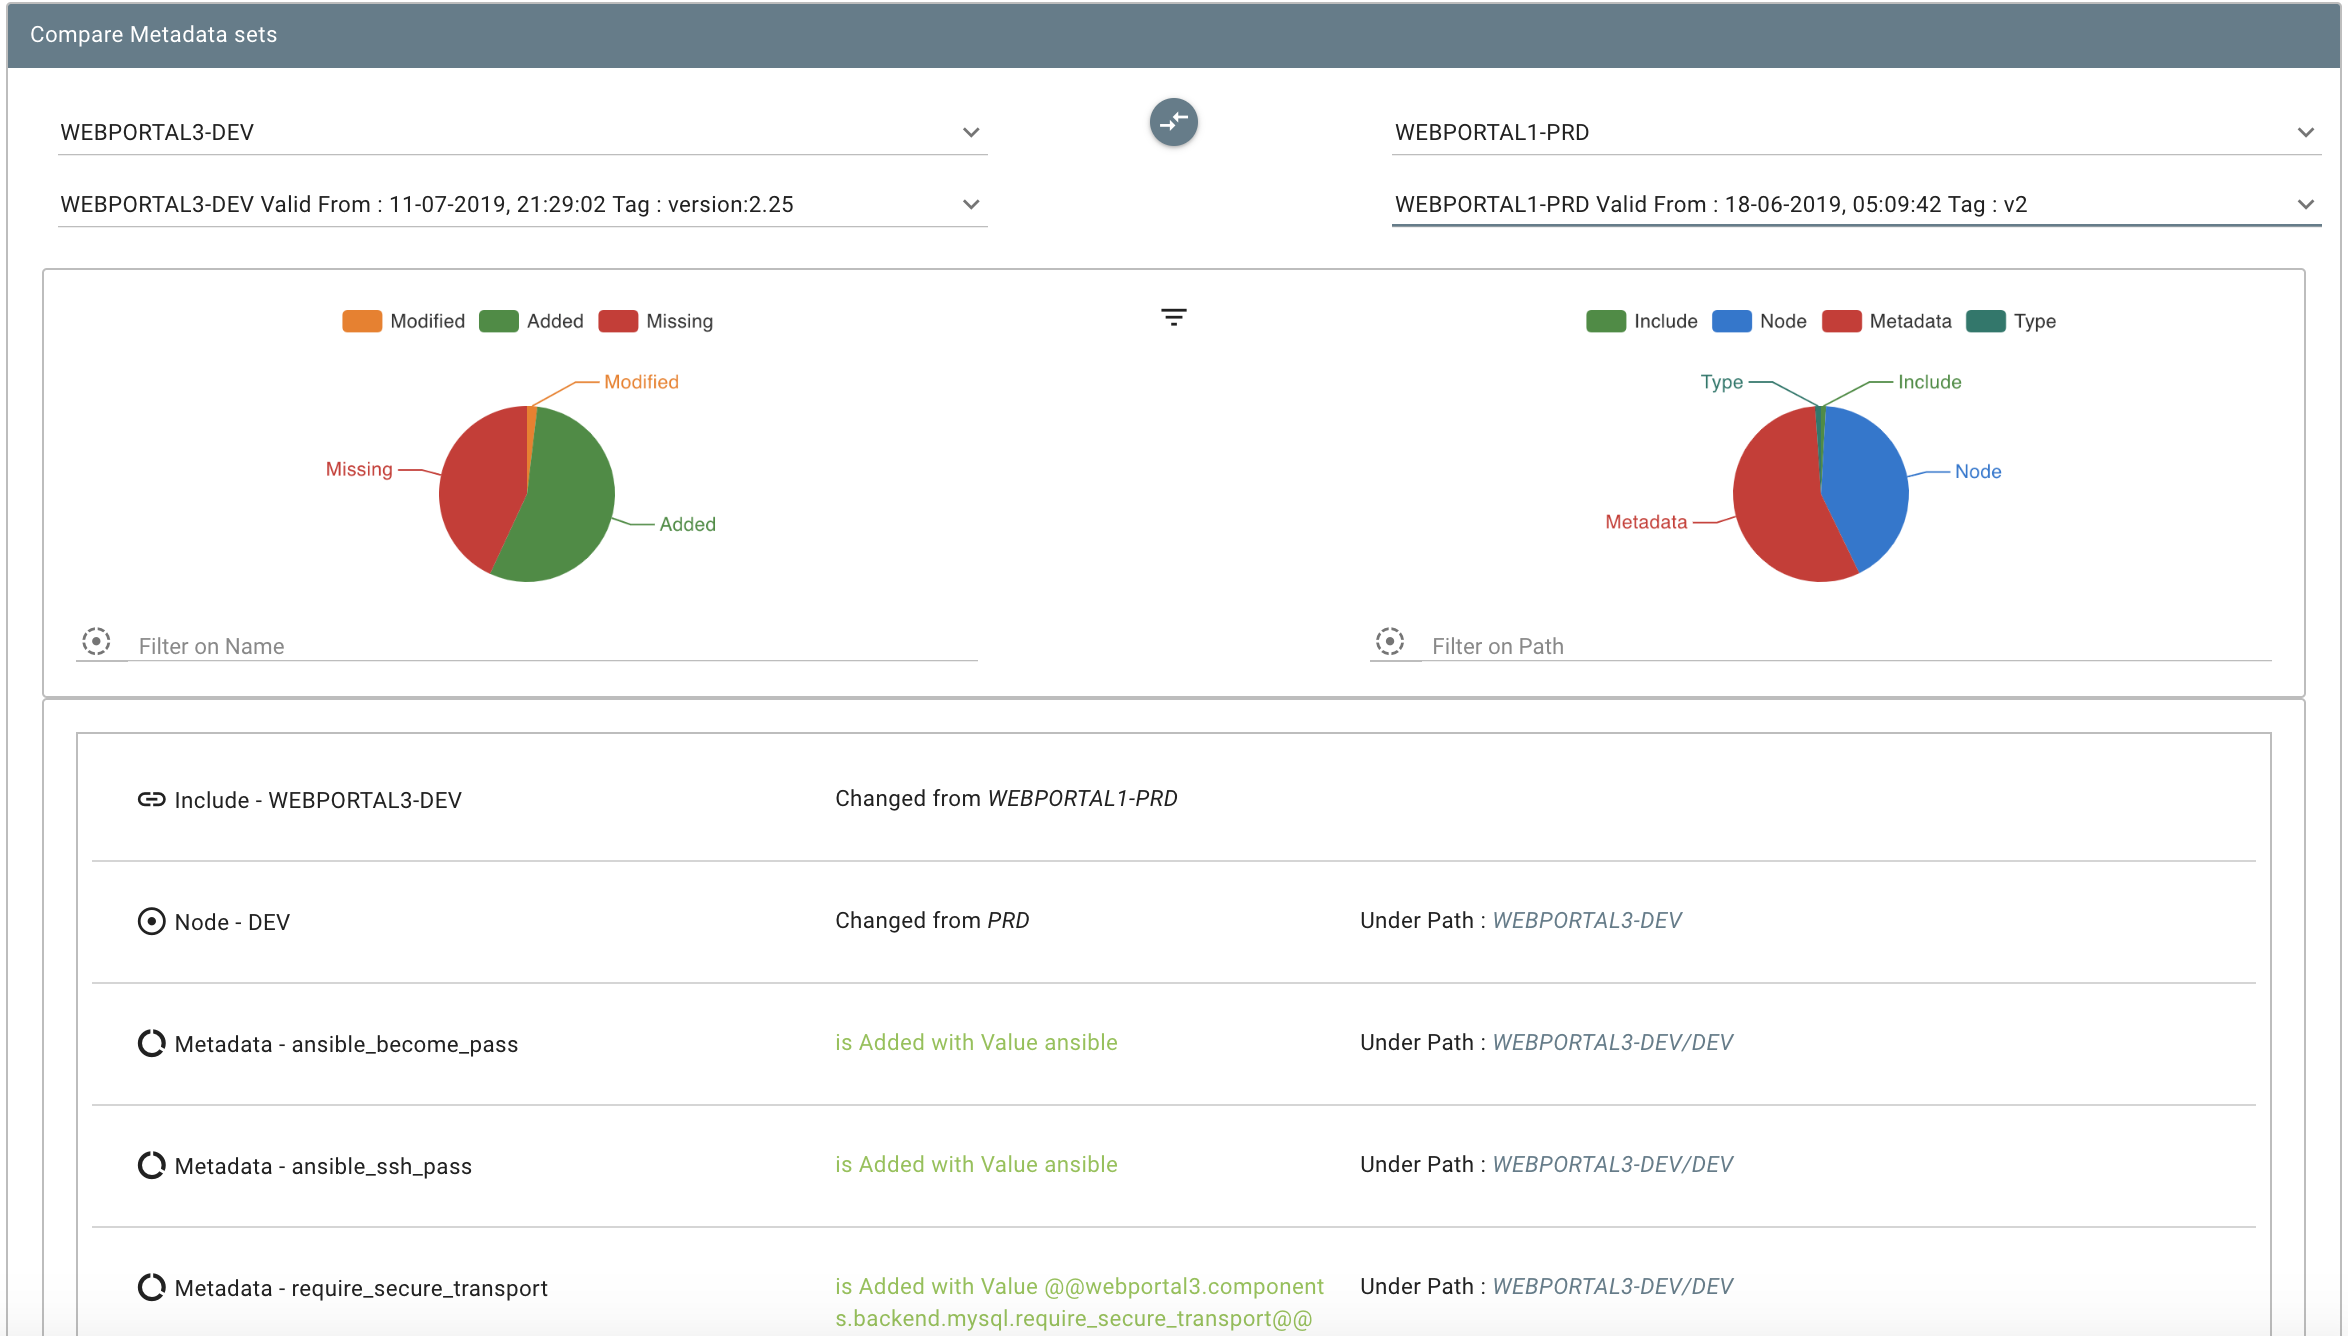 Compare Metadata sets
WEBPORTAL3-DEV
WEBPORTAL1-PRD
WEBPORTAL3-DEV Valid From : 11-07-2019, 21:29:02 Tag : version:2.25
WEBPORTAL1-PRD Valid From : 18-06-2019, 05:09:42 Tag : v2
Modified Added Missing
Include Node Metadata Type
Modified
Missing
Added
Type
Include
Node
Metadata
Filter on Name
Filter on Path
Include - WEBPORTAL3-DEV
Changed from WEBPORTAL1-PRD
Node - DEV
Changed from PRD
Under Path : WEBPORTAL3-DEV
Metadata - ansible_become_pass
is Added with Value ansible
Under Path : WEBPORTAL3-DEV/DEV
Metadata - ansible_ssh_pass
is Added with Value ansible
Under Path : WEBPORTAL3-DEV/DEV
Metadata - require_secure_transport
is Added with Value @@webportal3.component
s.backend.mysql.require_secure_transport@@
Under Path : WEBPORTAL3-DEV/DEV